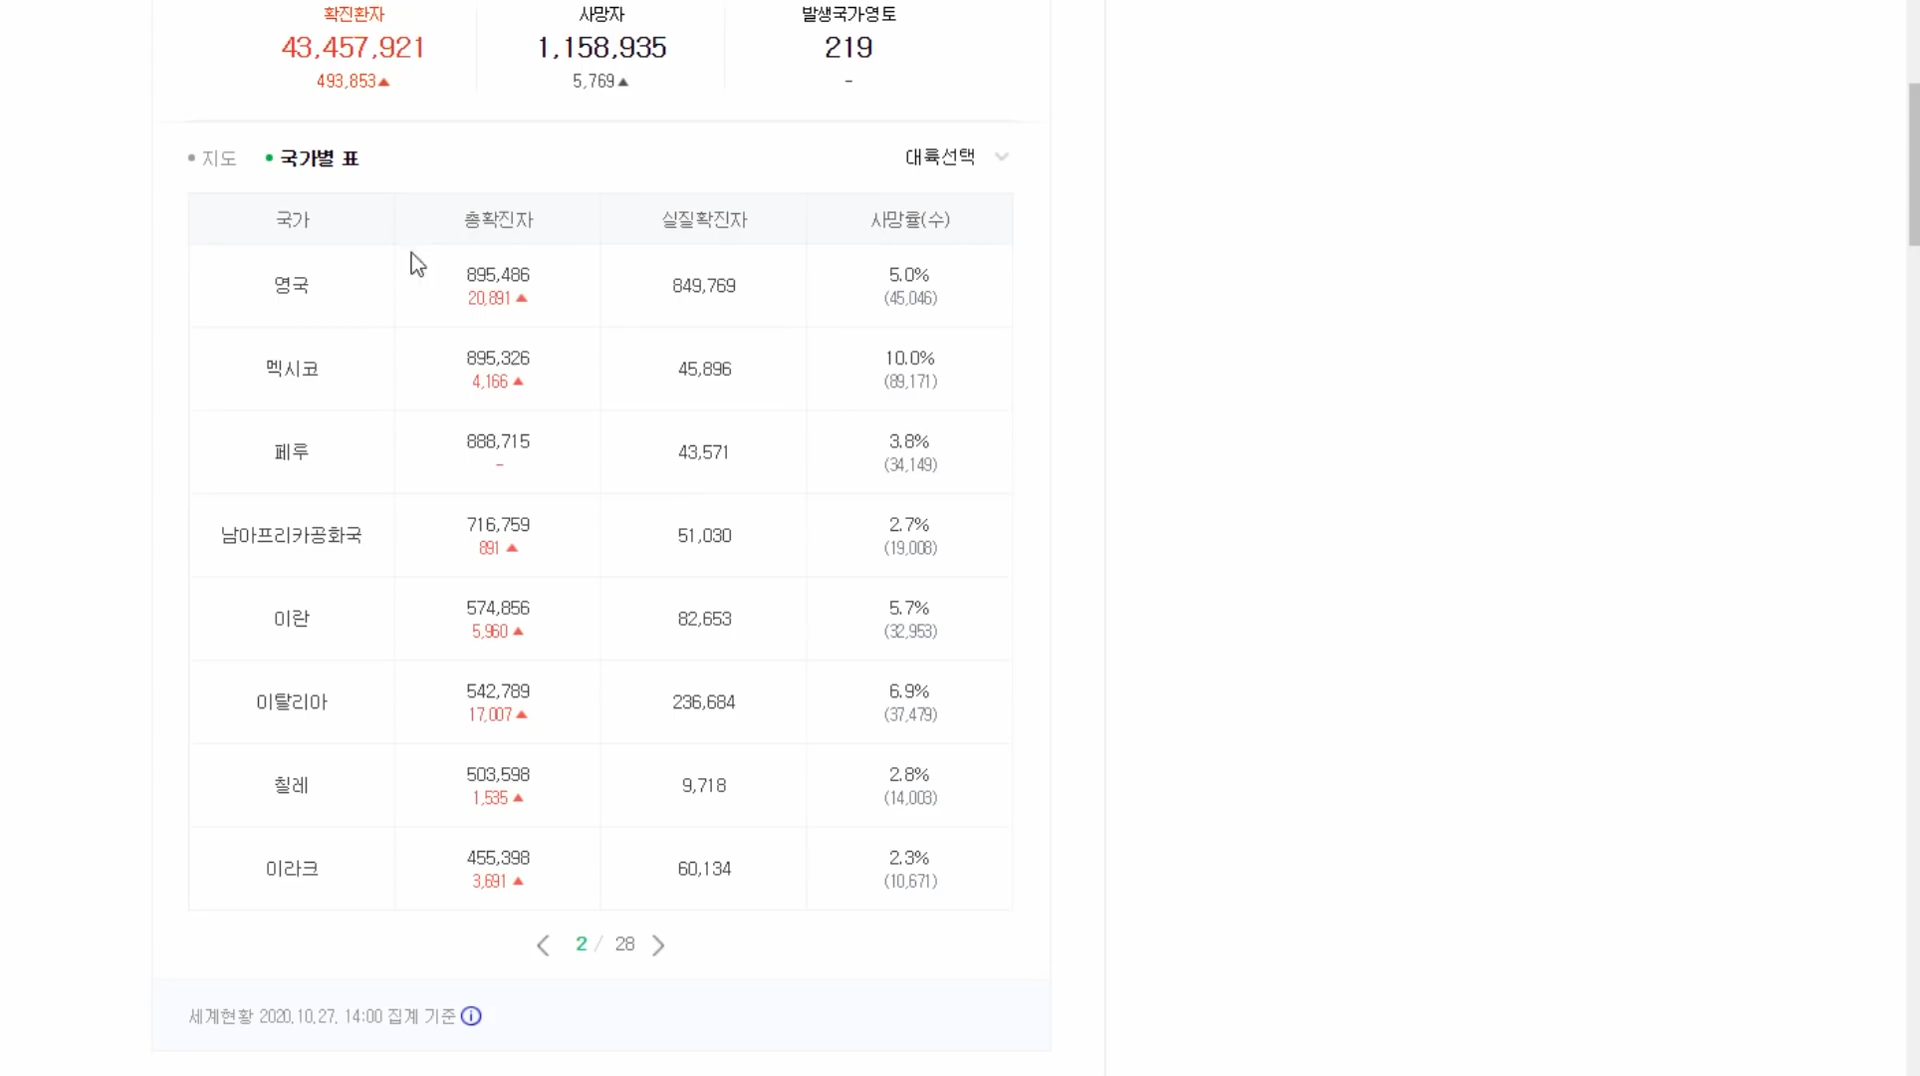 확진환자 사망자 발생국가영토
43,457,921 1,158,935 219
493,853▲ 5,769▲ -
지도 국가별 표 대륙선택
국가 총확진자 실질확진자 사망률(수)
영국 895,486 849,769 5.0%
20,891▲ (45,046)
멕시코 895,326 45,896 10.0%
4,166▲ (89,171)
페루 888,715 43,571 3.8%
- (34,149)
남아프리카공화국 716,759 51,030 2.7%
891▲ (19,008)
이란 574,856 82,653 5.7%
5,960▲ (32,953)
이탈리아 542,789 236,684 6.9%
17,007▲ (37,479)
칠레 503,598 9,718 2.8%
1,535▲ (14,003)
이라크 455,398 60,134 2.3%
3,691▲ (10,671)
2 / 28
세계현황 2020.10.27. 14:00 집계 기준